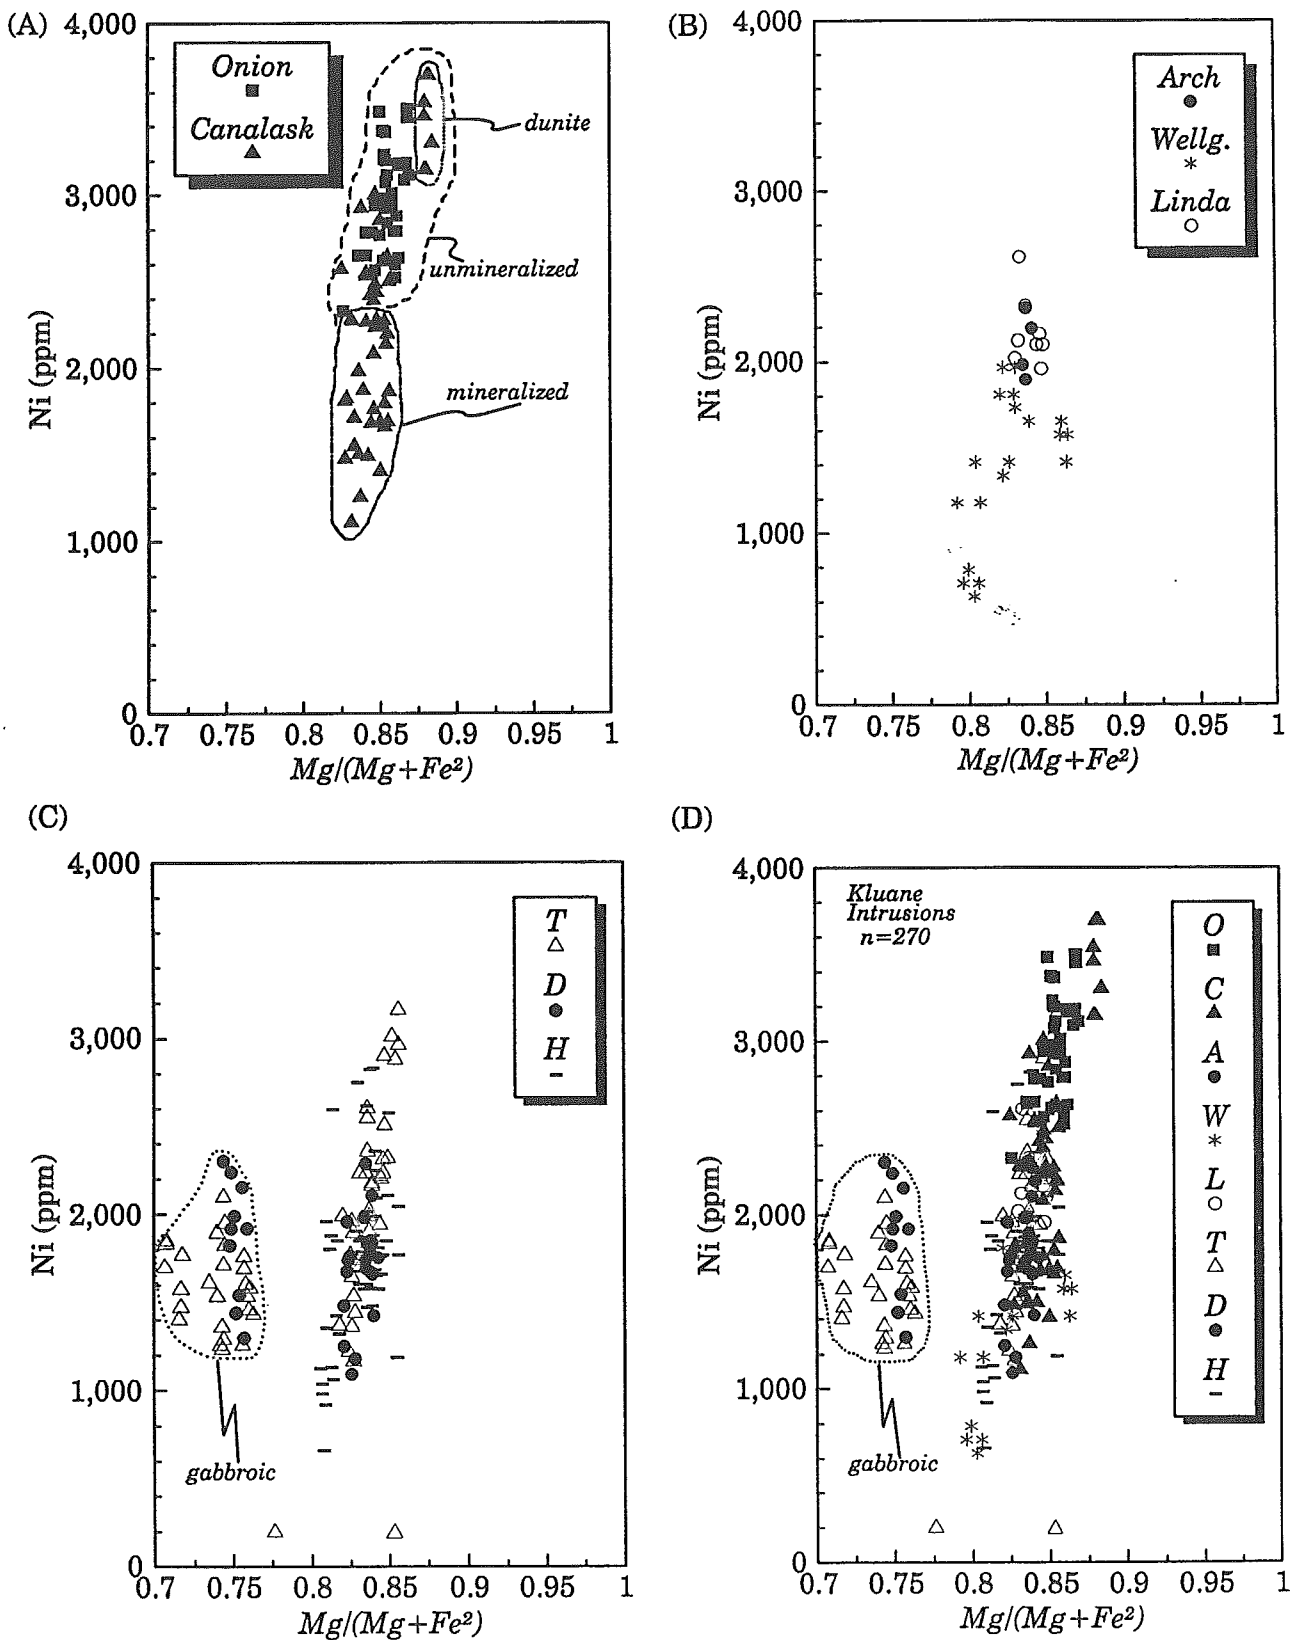 (A)
4,000
3,000
2,000
1,000
0
Ni (ppm)
Onion
Canalask
dunite
unmineralized
mineralized
0.7 0.75 0.8 0.85 0.9 0.95 1
Mg/(Mg+Fe²)
(B)
4,000
3,000
2,000
1,000
0
Ni (ppm)
Arch
Wellg.
Linda
0.7 0.75 0.8 0.85 0.9 0.95 1
Mg/(Mg+Fe²)
(C)
4,000
3,000
2,000
1,000
0
Ni (ppm)
T
D
H
gabbroic
0.7 0.75 0.8 0.85 0.9 0.95 1
Mg/(Mg+Fe²)
(D)
4,000
3,000
2,000
1,000
0
Ni (ppm)
Kluane
Intrusions
n=270
O
C
A
W
L
T
D
H
gabbroic
0.7 0.75 0.8 0.85 0.9 0.95 1
Mg/(Mg+Fe²)